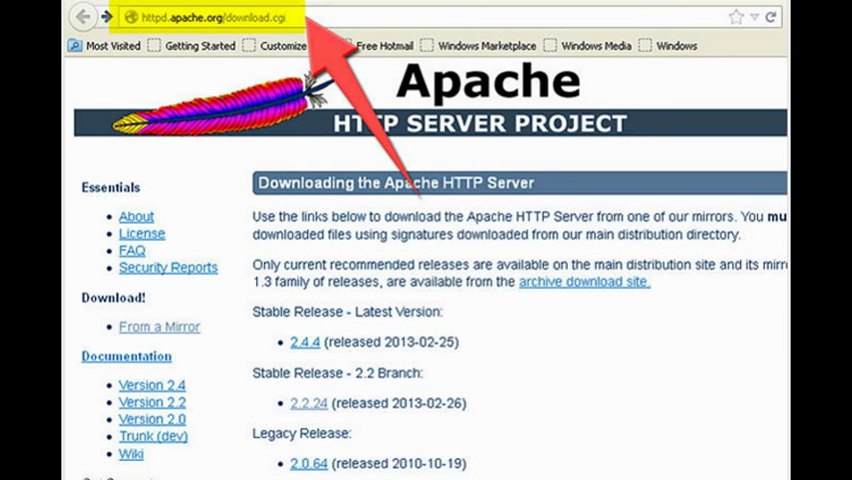 httpd.apache.org/download.cgi
Most Visited Getting Started Customize Free Hotmail Windows Marketplace Windows Media Windows
Apache
HTTP SERVER PROJECT
Essentials
About
License
FAQ
Security Reports
Download!
From a Mirror
Documentation
Version 2.4
Version 2.2
Version 2.0
Trunk (dev)
Wiki
Downloading the Apache HTTP Server
Use the links below to download the Apache HTTP Server from one of our mirrors. You mu
downloaded files using signatures downloaded from our main distribution directory.
Only current recommended releases are available on the main distribution site and its mirr
1.3 family of releases, are available from the archive download site.
Stable Release - Latest Version:
2.4.4 (released 2013-02-25)
Stable Release - 2.2 Branch:
2.2.24 (released 2013-02-26)
Legacy Release:
2.0.64 (released 2010-10-19)